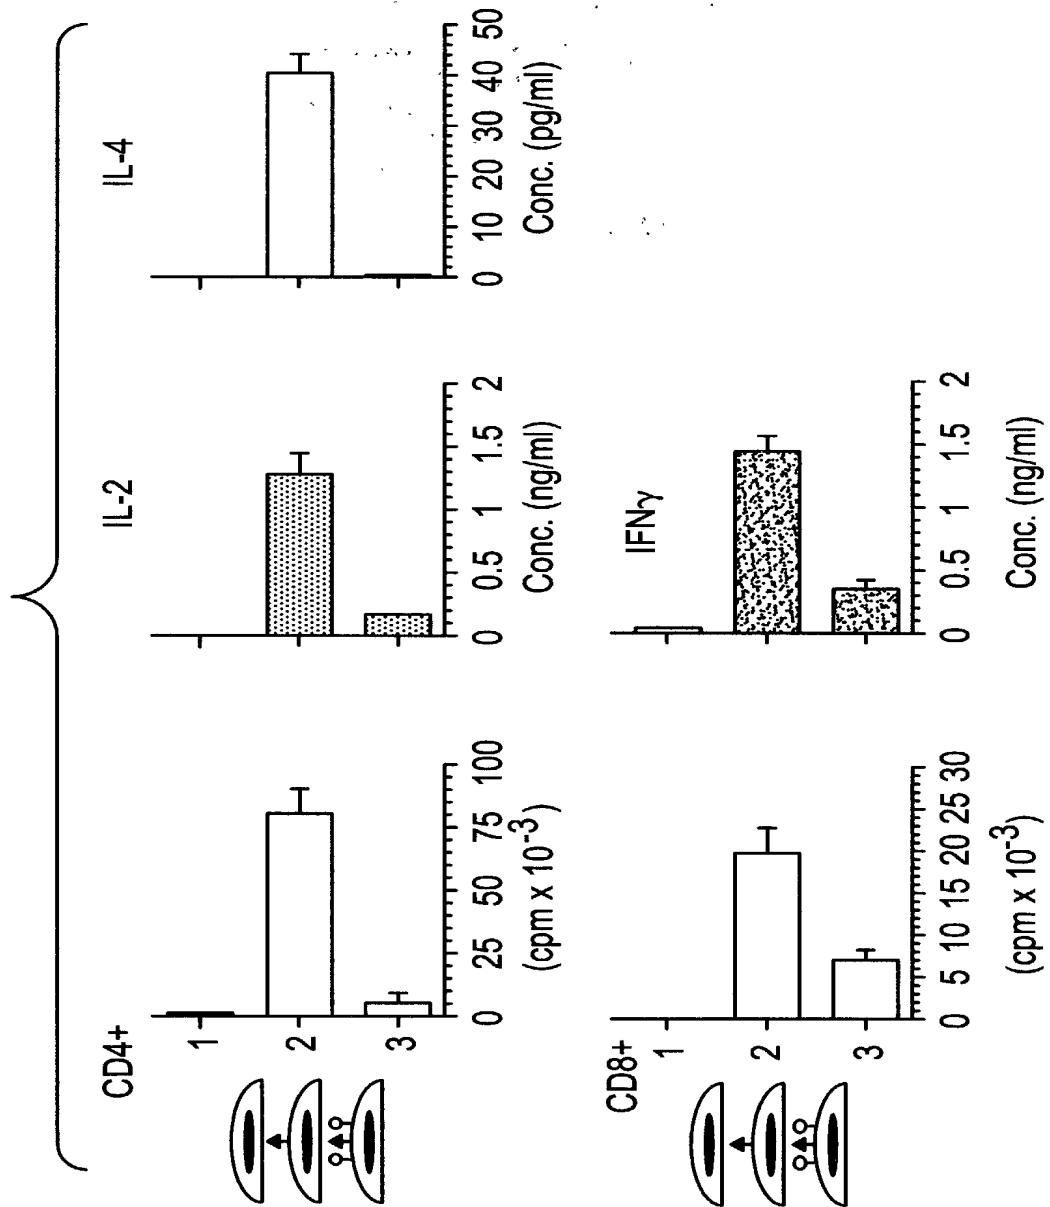 CD4+
1
2
3
0 25 50 75 100
(cpm x 10-3)
IL-2
0 0.5 1 1.5 2
Conc. (ng/ml)
IL-4
0 10 20 30 40 50
Conc. (pg/ml)
CD8+
1
2
3
0 5 10 15 20 25 30
(cpm x 10-3)
IFNγ
0 0.5 1 1.5 2
Conc. (ng/ml)